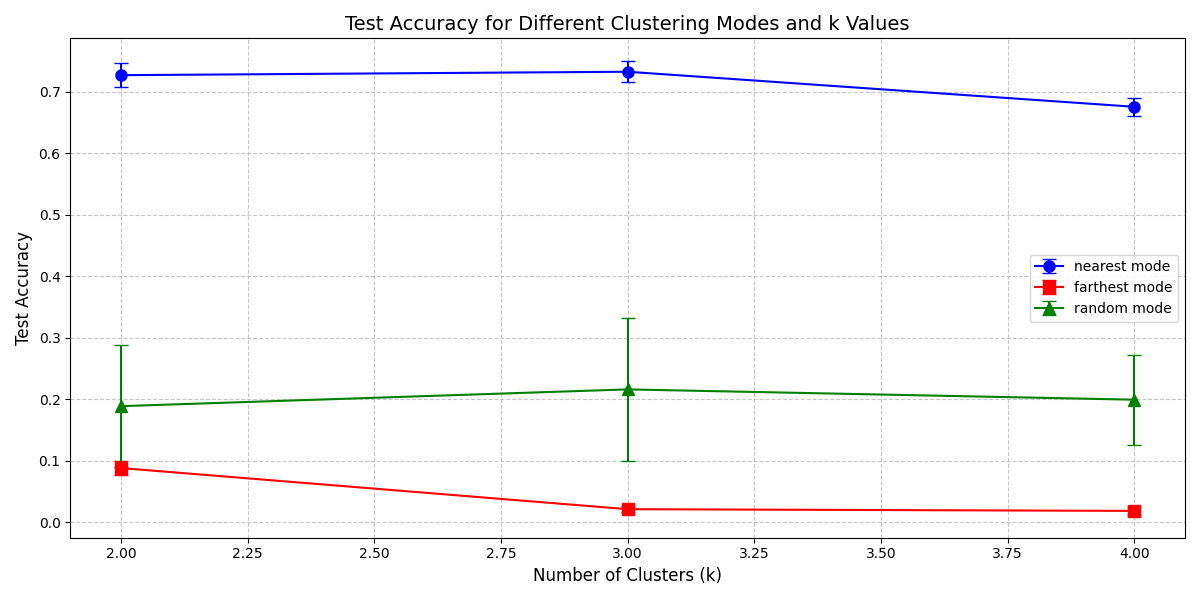 Test Accuracy for Different Clustering Modes and k Values
Test Accuracy
0.7
0.6
0.5
0.4
0.3
0.2
0.1
0.0
nearest mode
farthest mode
random mode
2.00 2.25 2.50 2.75 3.00 3.25 3.50 3.75 4.00
Number of Clusters (k)